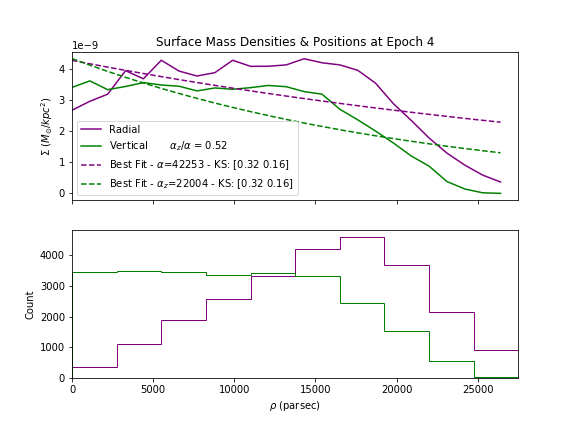 Surface Mass Densities & Positions at Epoch 4
1e−9
4
3
2
1
0
Σ (M⊙/kpc²)
Radial
Vertical αz/α = 0.52
Best Fit - α=42253 - KS: [0.32 0.16]
Best Fit - αz=22004 - KS: [0.32 0.16]
4000
3000
2000
1000
0
Count
0 5000 10000 15000 20000 25000
ρ (parsec)